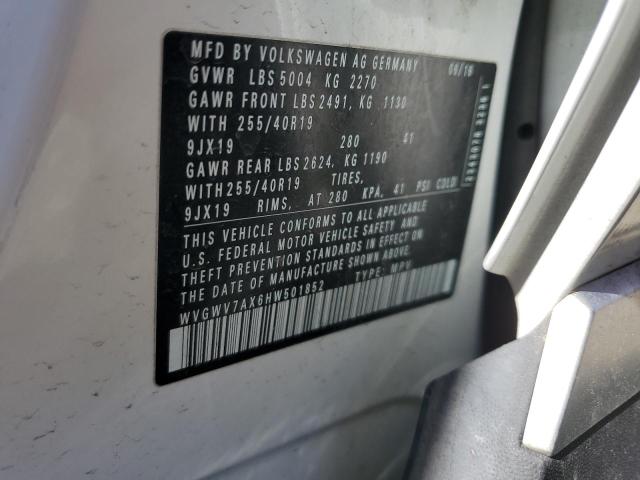 MFD BY VOLKSWAGEN AG GERMANY 06/16
GVWR LBS 5004 KG 2270
GAWR FRONT LBS 2491, KG 1130
WITH 255/40R19
9JX19 280 41
GAWR REAR LBS 2624, KG 1190
WITH 255/40R19 TIRES,
9JX19 RIMS, AT 280 KPA, 41 PSI COLD
THIS VEHICLE CONFORMS TO ALL APPLICABLE
U.S. FEDERAL MOTOR VEHICLE SAFETY AND
THEFT PREVENTION STANDARDS IN EFFECT ON
THE DATE OF MANUFACTURE SHOWN ABOVE.
WVGWV7AX6HW501852 TYPE: MPV